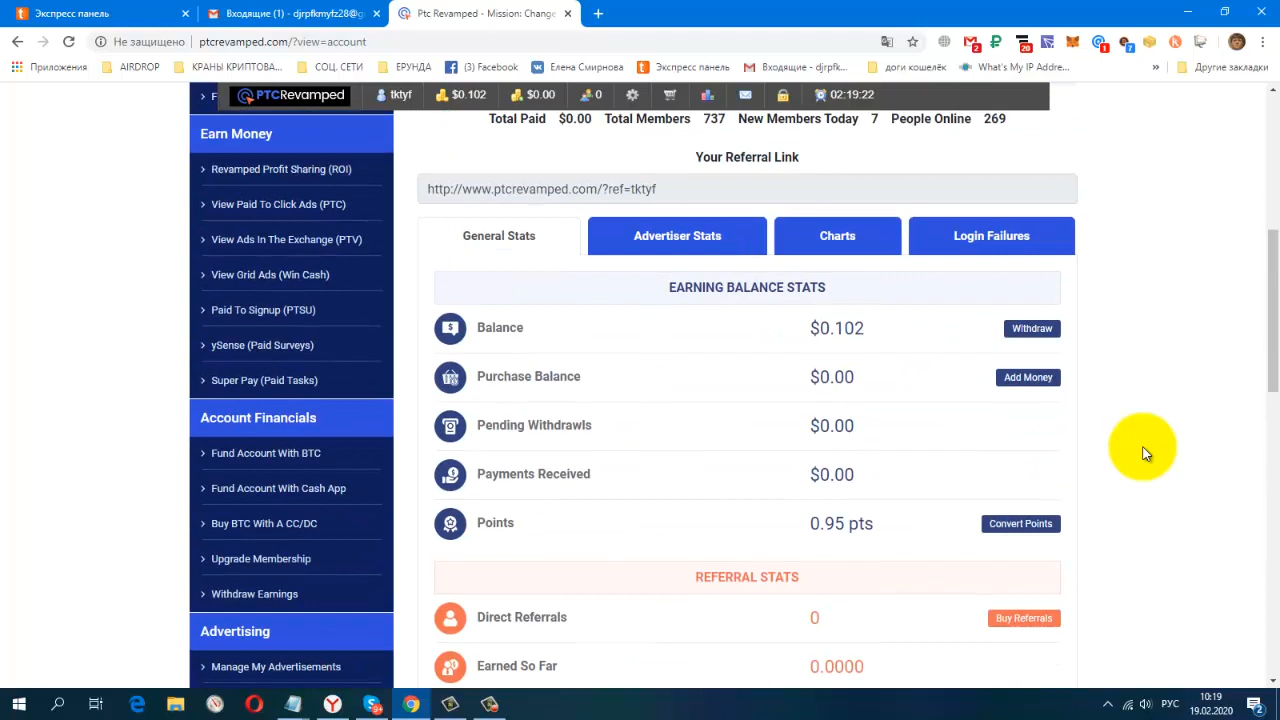 Экспресс панель
Входящие - djrpfkmyfz28@g
Ptc Revamped - Mission: Change
Не защищено
ptcrevamped.com/?view=account
2
20
1
7
Приложения
AIRDROP
КРАНЫ КРИПТОВА...
СОЦ. СЕТИ
ЕРУНДА
(3) Facebook
Елена Смирнова
Экспресс панель
Входящие - djrpfk...
доги кошелёк
What's My IP Addre...
»
Другие закладки
PTCRevamped
tktyf
$0.102
$0.00
0
02:19:22
Total Paid $0.00 Total Members 737 New Members Today 7 People Online 269
Your Referral Link
http://www.ptcrevamped.com/?ref=tktyf
General Stats
Advertiser Stats
Charts
Login Failures
Earn Money
Revamped Profit Sharing (ROI)
View Paid To Click Ads (PTC)
View Ads In The Exchange (PTV)
View Grid Ads (Win Cash)
Paid To Signup (PTSU)
ySense (Paid Surveys)
Super Pay (Paid Tasks)
Account Financials
Fund Account With BTC
Fund Account With Cash App
Buy BTC With A CC/DC
Upgrade Membership
Withdraw Earnings
Advertising
Manage My Advertisements
EARNING BALANCE STATS
Balance $0.102 Withdraw
Purchase Balance $0.00 Add Money
Pending Withdrawls $0.00
Payments Received $0.00
Points 0.95 pts Convert Points
REFERRAL STATS
Direct Referrals 0 Buy Referrals
Earned So Far 0.0000
РУС
10:19
19.02.2020
2